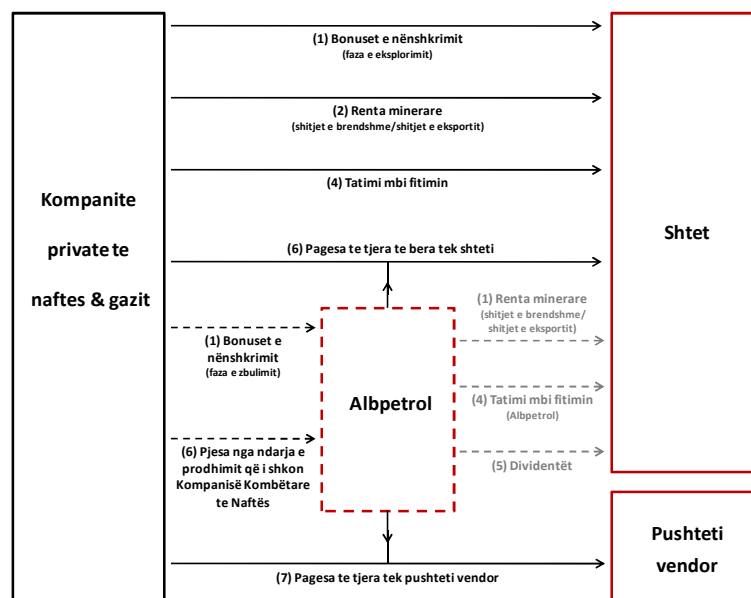 (1) Bonuset e nënshkrimit
(faza e eksplorimit)
(2) Renta minerare
(shitjet e brendshme/shitjet e eksportit)
(4) Tatimi mbi fitimin
Kompanite
private te
naftes & gazit
Shtet
(6) Pagesa te tjera te bera tek shteti
(1) Bonuset e
nënshkrimit
(faza e zbulimit)
Albpetrol
(1) Renta minerare
(shitjet e brendshme/
shitjet e eksportit)
(4) Tatimi mbi fitimin
(Albpetrol)
(5) Dividentët
(6) Pjesa nga ndarja e
prodhimit që i shkon
Kompanisë Kombëtare
te Naftës
(7) Pagesa te tjera tek pushteti vendor
Pushteti
vendor